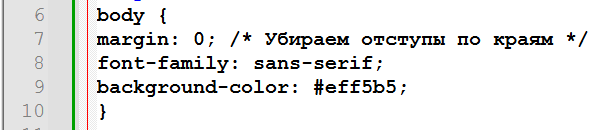 6 body {
7 margin: 0; /* Убираем отступы по краям */
8 font-family: sans-serif;
9 background-color: #eff5b5;
10 }